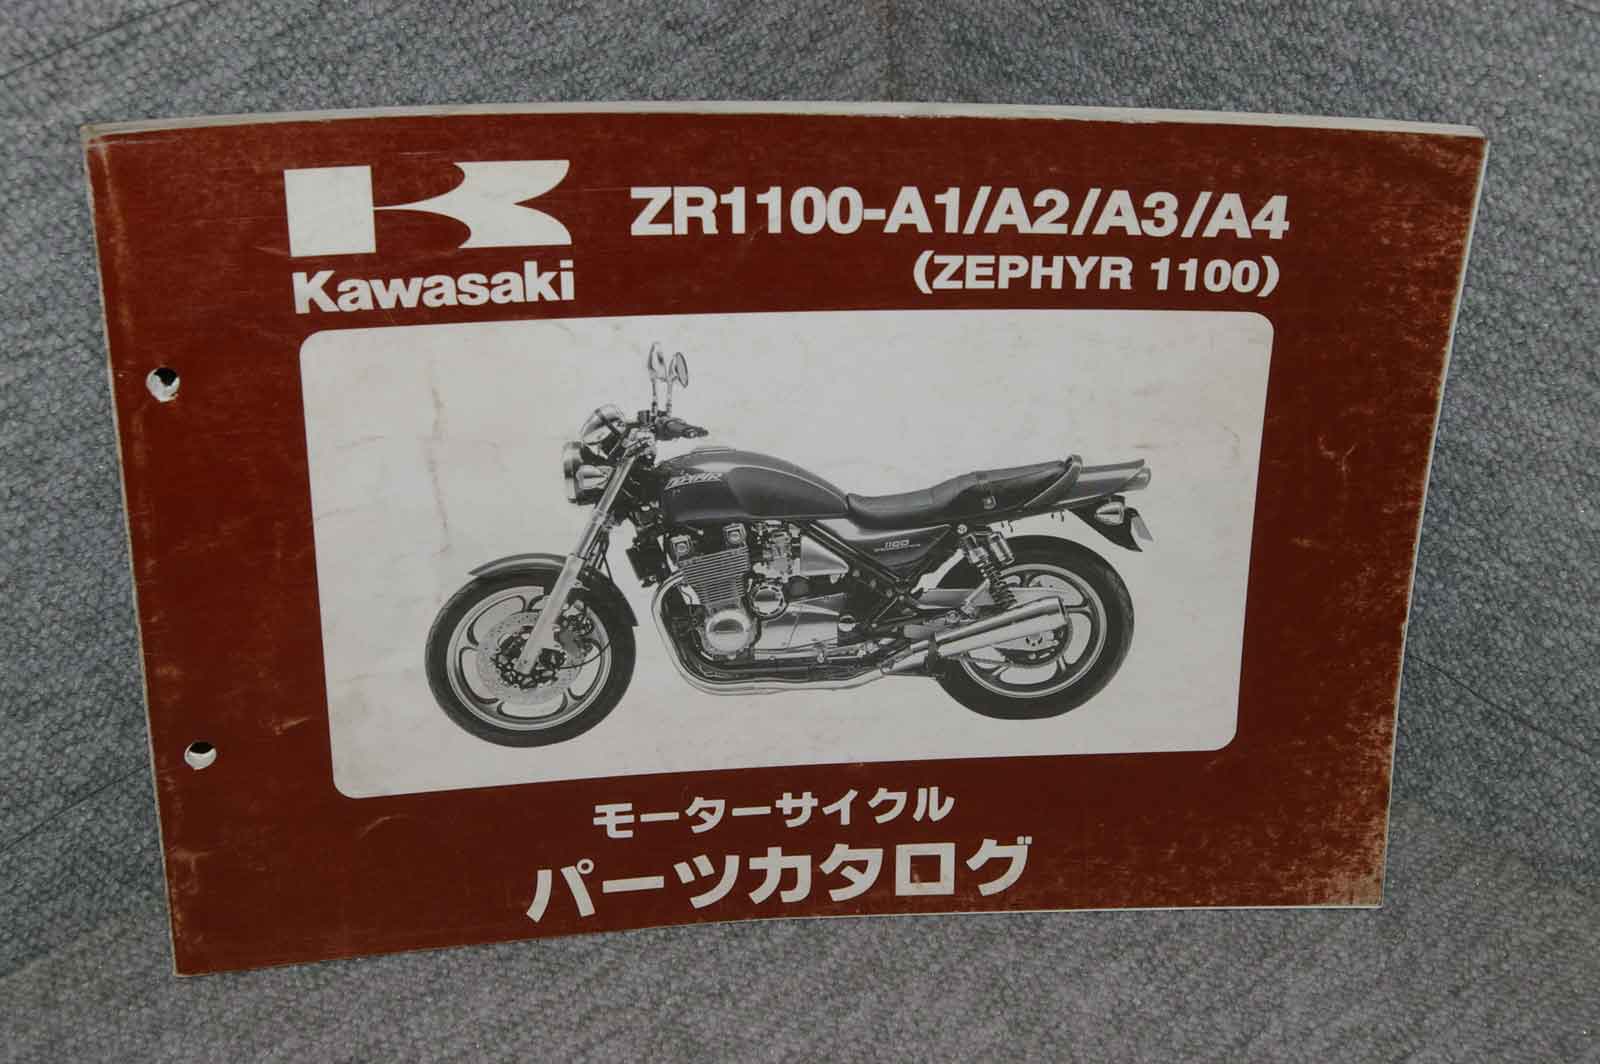 ZR1100-A1/A2/A3/A4
(ZEPHYR 1100)
Kawasaki
1100
モーターサイクル
パーツカタログ